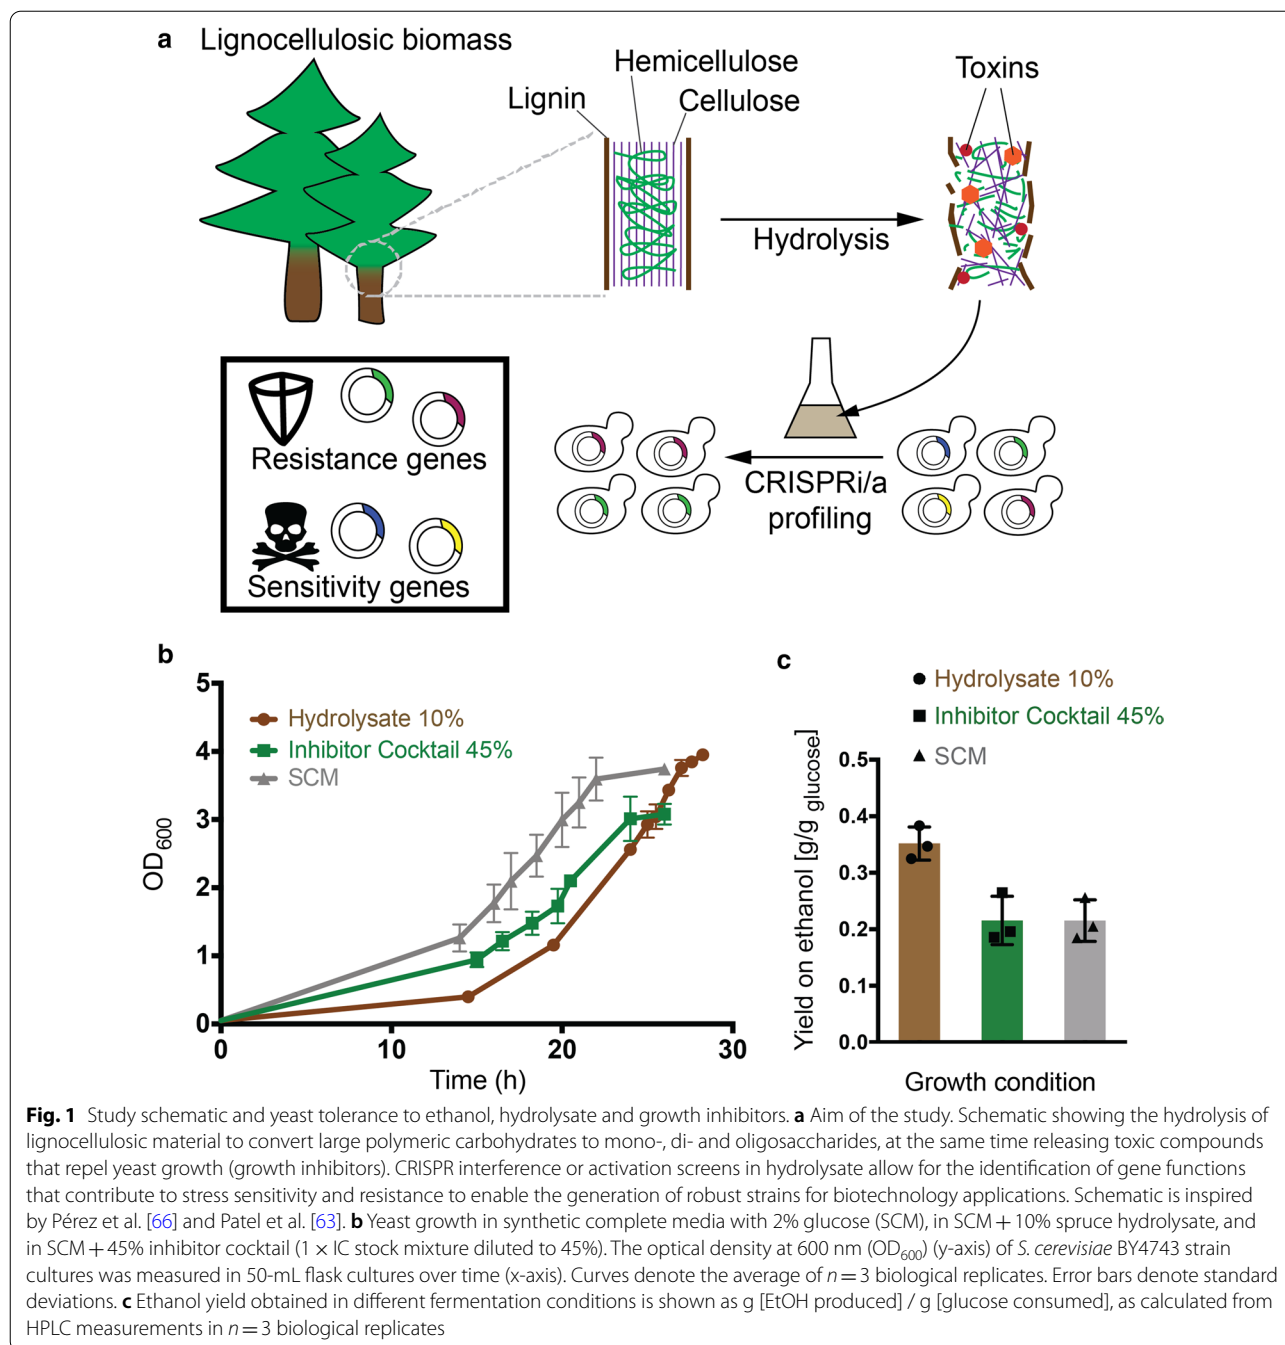 a Lignocellulosic biomass
Hemicellulose
Lignin
Cellulose
Toxins
Hydrolysis
Resistance genes
Sensitivity genes
CRISPRi/a
profiling
b
5
4
3
2
1
0
OD600
Hydrolysate 10%
Inhibitor Cocktail 45%
SCM
0 10 20 30
Time (h)
c
Hydrolysate 10%
Inhibitor Cocktail 45%
SCM
0.5
0.4
0.3
0.2
0.1
0.0
Yield on ethanol [g/g glucose]
Growth condition
Fig. 1 Study schematic and yeast tolerance to ethanol, hydrolysate and growth inhibitors. a Aim of the study. Schematic showing the hydrolysis of
lignocellulosic material to convert large polymeric carbohydrates to mono-, di- and oligosaccharides, at the same time releasing toxic compounds
that repel yeast growth (growth inhibitors). CRISPR interference or activation screens in hydrolysate allow for the identification of gene functions
that contribute to stress sensitivity and resistance to enable the generation of robust strains for biotechnology applications. Schematic is inspired
by Pérez et al. [66] and Patel et al. [63]. b Yeast growth in synthetic complete media with 2% glucose (SCM), in SCM + 10% spruce hydrolysate, and
in SCM + 45% inhibitor cocktail (1 × IC stock mixture diluted to 45%). The optical density at 600 nm (OD600) (y-axis) of S. cerevisiae BY4743 strain
cultures was measured in 50-mL flask cultures over time (x-axis). Curves denote the average of n = 3 biological replicates. Error bars denote standard
deviations. c Ethanol yield obtained in different fermentation conditions is shown as g [EtOH produced] / g [glucose consumed], as calculated from
HPLC measurements in n = 3 biological replicates